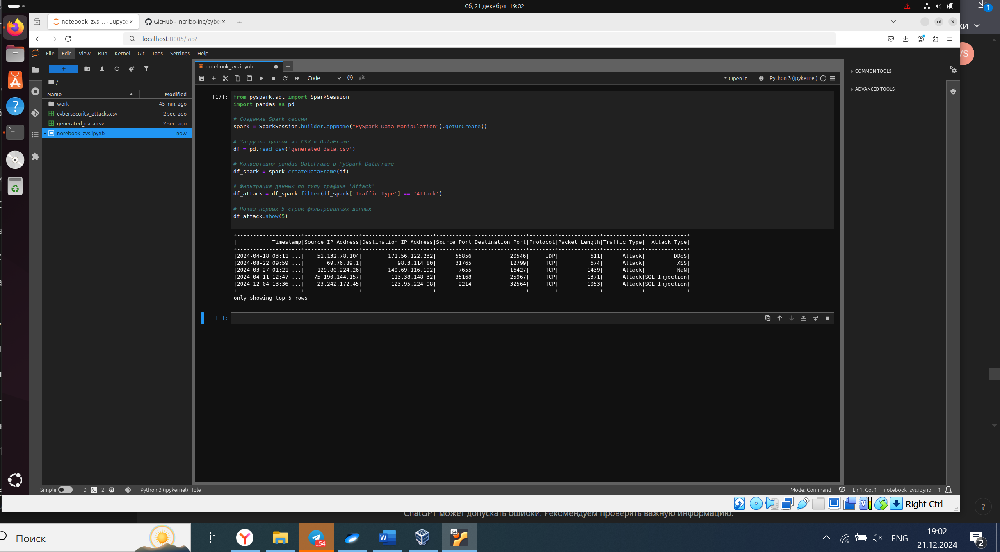 Сб, 21 декабря 19:02
notebook_zvs… - Jupyte
GitHub - incribo-inc/cybe
localhost:8805/lab?
File Edit View Run Kernel Git Tabs Settings Help
notebook_zvs.ipynb
/
Code
git
Open in...
Python 3 (ipykernel)
COMMON TOOLS
ADVANCED TOOLS
Name Modified
work 45 min. ago
cybersecurity_attacks.csv 2 sec. ago
generated_data.csv 2 sec. ago
notebook_zvs.ipynb now
[17]:
from pyspark.sql import SparkSession
import pandas as pd
# Создание Spark сессии
spark = SparkSession.builder.appName("PySpark Data Manipulation").getOrCreate()
# Загрузка данных из CSV в DataFrame
df = pd.read_csv('generated_data.csv')
# Конвертация pandas DataFrame в PySpark DataFrame
df_spark = spark.createDataFrame(df)
# Фильтрация данных по типу трафика 'Attack'
df_attack = df_spark.filter(df_spark['Traffic Type'] == 'Attack')
# Показ первых 5 строк фильтрованных данных
df_attack.show(5)
+--------------------+-----------------+----------------------+-----------+----------------+--------+-------------+------------+-------------+
|           Timestamp|Source IP Address|Destination IP Address|Source Port|Destination Port|Protocol|Packet Length|Traffic Type|  Attack Type|
+--------------------+-----------------+----------------------+-----------+----------------+--------+-------------+------------+-------------+
|2024-04-18 03:11:...|    51.132.78.104|        171.56.122.232|      55856|           20546|     UDP|          611|      Attack|         DDoS|
|2024-08-22 09:59:...|       69.76.89.1|           98.3.114.80|      31765|           12799|     TCP|          674|      Attack|          XSS|
|2024-03-27 01:21:...|    129.80.224.26|        140.69.116.192|       7655|           16427|     TCP|         1439|      Attack|          NaN|
|2024-04-11 12:47:...|   75.190.144.157|         113.38.148.32|      35168|           25967|     TCP|         1371|      Attack|SQL Injection|
|2024-12-04 13:36:...|    23.242.172.45|         123.95.224.98|       2214|           32564|     TCP|         1053|      Attack|SQL Injection|
+--------------------+-----------------+----------------------+-----------+----------------+--------+-------------+------------+-------------+
only showing top 5 rows
[ ]:
Simple 0 2 Python 3 (ipykernel) | Idle
Mode: Command Ln 1, Col 1 notebook_zvs.ipynb 1
Right Ctrl
ChatGPT может допускать ошибки. Рекомендуем проверять важную информацию.
Поиск
..54
64
ENG
19:02
21.12.2024
2
1
ки
VS
?